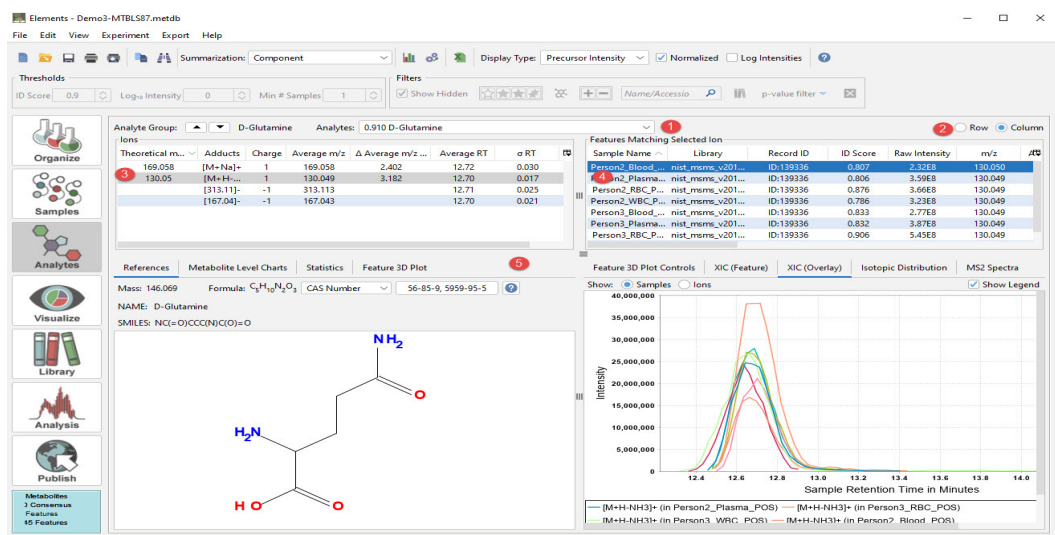 Elements - Demo3-MTBLS87.metdb
File Edit View Experiment Export Help
Summarization: Component Display Type: Precursor Intensity Normalized Log Intensities
Thresholds
Filters
ID Score 0.9 Log₁₀ Intensity 0 Min # Samples 1 Show Hidden Name/Accessio p-value filter
Organize
Samples
Analytes
Visualize
Library
Analysis
Publish
Metabolites
Consensus
Features
45 Features
Analyte Group: D-Glutamine Analytes: 0.910 D-Glutamine 1
2 Row Column
Ions
Theoretical m... Adducts Charge Average m/z Δ Average m/z ... Average RT σ RT
169.058 [M+Na]+ 1 169.058 2.402 12.72 0.030
3 130.05 [M+H-... 1 130.049 3.182 12.70 0.017
[313.11]- -1 313.113 12.71 0.025
[167.04]- -1 167.043 12.70 0.021
Features Matching Selected Ion
Sample Name Library Record ID ID Score Raw Intensity m/z
Person2_Blood_... nist_msms_v201... ID:139336 0.807 2.32E8 130.050
4 Plasma... nist_msms_v201... ID:139336 0.806 3.59E8 130.049
Person2_RBC_P... nist_msms_v201... ID:139336 0.876 3.66E8 130.049
Person2_WBC_P... nist_msms_v201... ID:139336 0.786 3.23E8 130.049
Person3_Blood_... nist_msms_v201... ID:139336 0.833 2.77E8 130.049
Person3_Plasma... nist_msms_v201... ID:139336 0.832 3.87E8 130.049
Person3_RBC_P... nist_msms_v201... ID:139336 0.906 5.45E8 130.049
References Metabolite Level Charts Statistics Feature 3D Plot 5
Mass: 146.069 Formula: C₅H₁₀N₂O₃ CAS Number 56-85-9, 5959-95-5
NAME: D-Glutamine
SMILES: NC(=O)CCC(N)C(O)=O
NH₂
O
H₂N
H O O
Feature 3D Plot Controls XIC (Feature) XIC (Overlay) Isotopic Distribution MS2 Spectra
Show: Samples Ions Show Legend
40,000,000
35,000,000
30,000,000
25,000,000
20,000,000
15,000,000
10,000,000
5,000,000
0
Intensity
12.4 12.6 12.8 13.0 13.2 13.4 13.6 13.8 14.0
Sample Retention Time in Minutes
[M+H-NH3]+ (in Person2_Plasma_POS) [M+H-NH3]+ (in Person3_RBC_POS)
[M+H-NH3]+ (in Person3_WBC_POS) [M+H-NH3]+ (in Person2_Blood_POS)